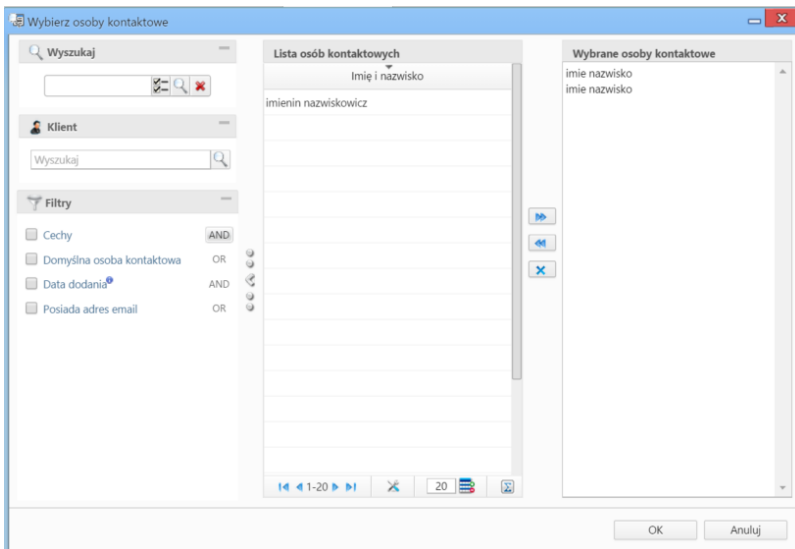 Wybierz osoby kontaktowe
Wyszukaj
Klient
Wyszukaj
Filtry
Cechy AND
Domyślna osoba kontaktowa OR
Data dodania AND
Posiada adres email OR
Lista osób kontaktowych
Imię i nazwisko
imienin nazwiskowicz
1-20 20
Wybrane osoby kontaktowe
imie nazwisko
imie nazwisko
OK Anuluj